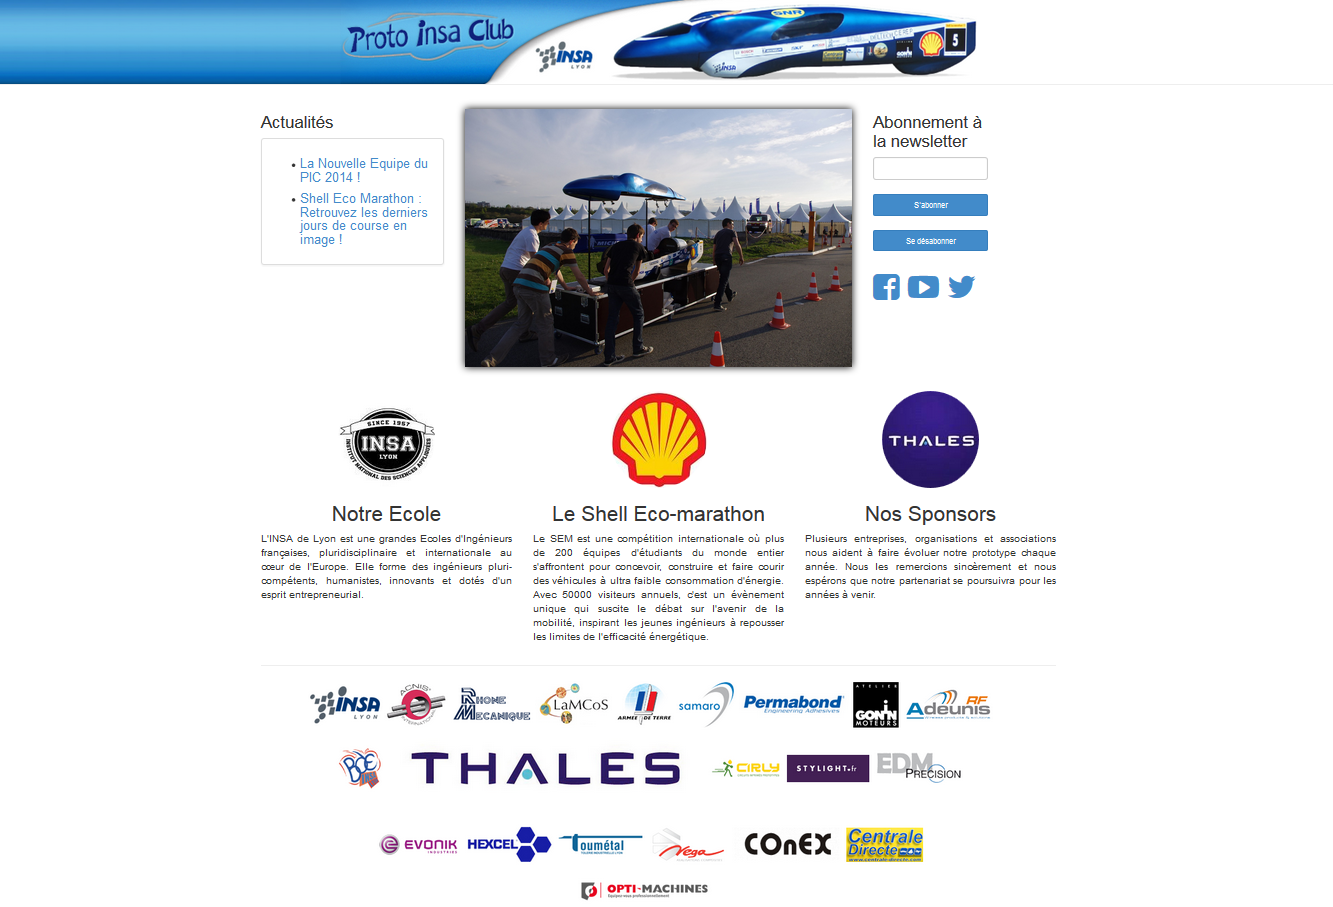 Proto insa Club
INSA
LYON
SNR
5
Actualités
La Nouvelle Equipe du
PIC 2014 !
Shell Eco Marathon :
Retrouvez les derniers
jours de course en
image !
Abonnement à
la newsletter
S'abonner
Se désabonner
SINCE 1957
INSA
LYON
INSTITUT NATIONAL DES SCIENCES APPLIQUÉES
THALES
Notre Ecole
Le Shell Eco-marathon
Nos Sponsors
L'INSA de Lyon est une grandes Ecoles d'Ingénieurs
françaises, pluridisciplinaire et internationale au
cœur de l'Europe. Elle forme des ingénieurs pluri-
compétents, humanistes, innovants et dotés d'un
esprit entrepreneurial.
Le SEM est une compétition internationale où plus
de 200 équipes d'étudiants du monde entier
s'affrontent pour concevoir, construire et faire courir
des véhicules à ultra faible consommation d'énergie.
Avec 50000 visiteurs annuels, c'est un évènement
unique qui suscite le débat sur l'avenir de la
mobilité, inspirant les jeunes ingénieurs à repousser
les limites de l'efficacité énergétique.
Plusieurs entreprises, organisations et associations
nous aident à faire évoluer notre prototype chaque
année. Nous les remercions sincèrement et nous
espérons que notre partenariat se poursuivra pour les
années à venir.
INSA
LYON
ACNIS
INTERNATIONAL
RHONE
MECANIQUE
LaMCoS
ARMEE DE TERRE
samaro
Permabond
Engineering Adhesives
ATELIER
GONIN
MOTEURS
Adeunis RF
THALES
CIRLY
STYLIGHT.fr
EDM
PRECISION
EVONIK
INDUSTRIES
HEXCEL
Toumétal
Vega
CONEX
Centrale
Directe
www.centrale-directe.com
OPTI-MACHINES